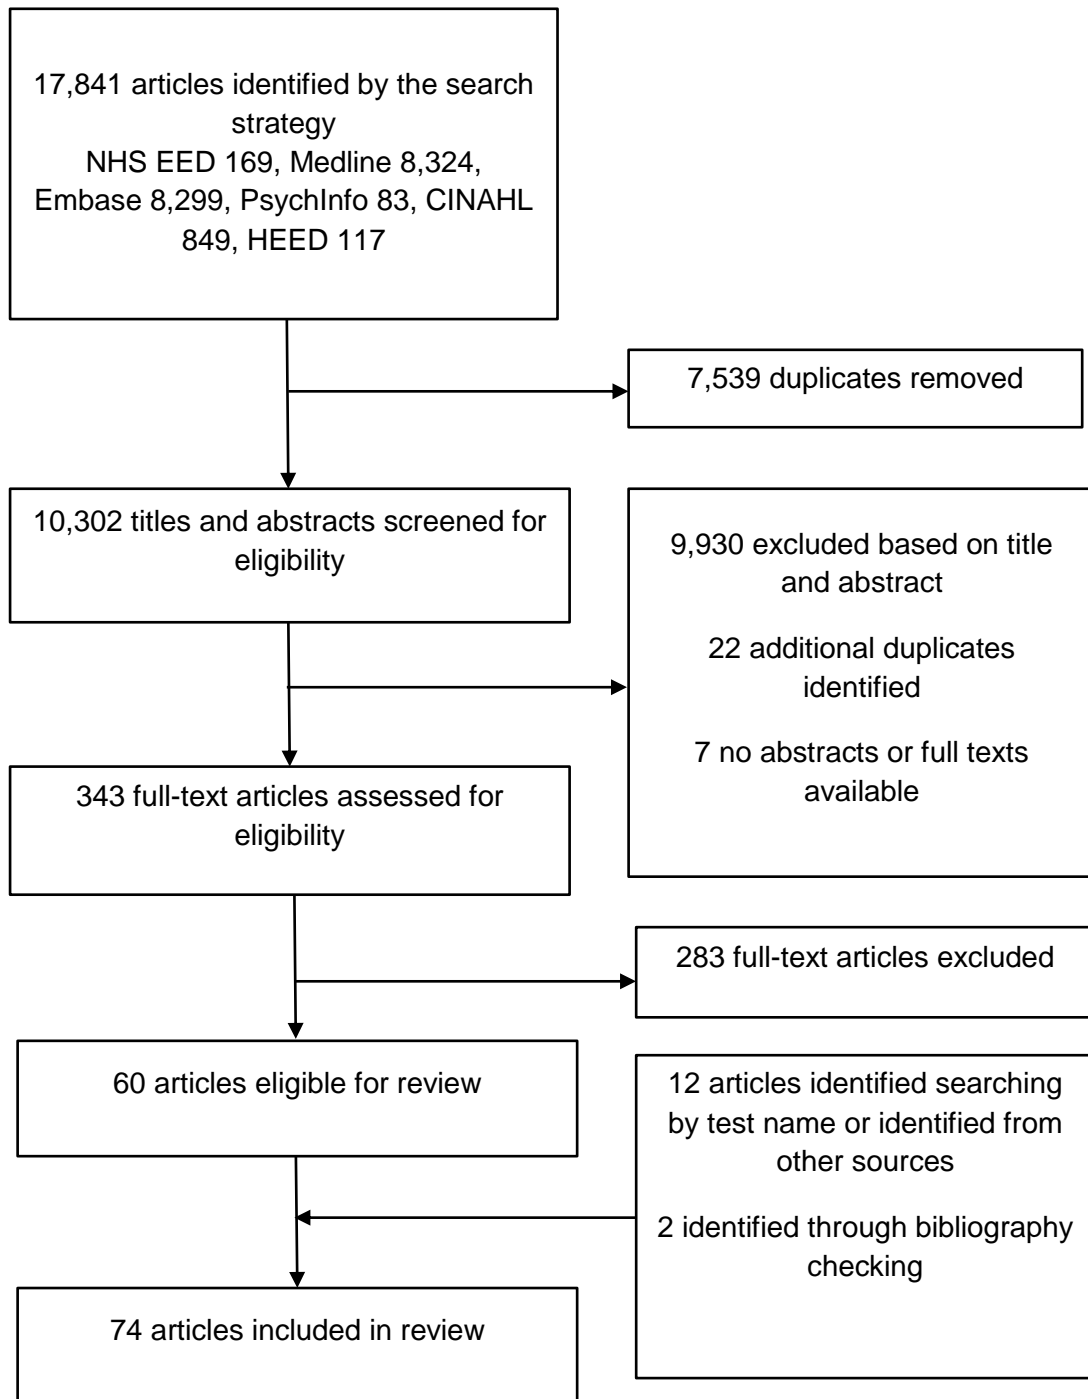 17,841 articles identified by the search
strategy
NHS EED 169, Medline 8,324,
Embase 8,299, PsychInfo 83, CINAHL
849, HEED 117
7,539 duplicates removed
10,302 titles and abstracts screened for
eligibility
9,930 excluded based on title
and abstract
22 additional duplicates
identified
7 no abstracts or full texts
available
343 full-text articles assessed for
eligibility
283 full-text articles excluded
60 articles eligible for review
12 articles identified searching
by test name or identified from
other sources
2 identified through bibliography
checking
74 articles included in review